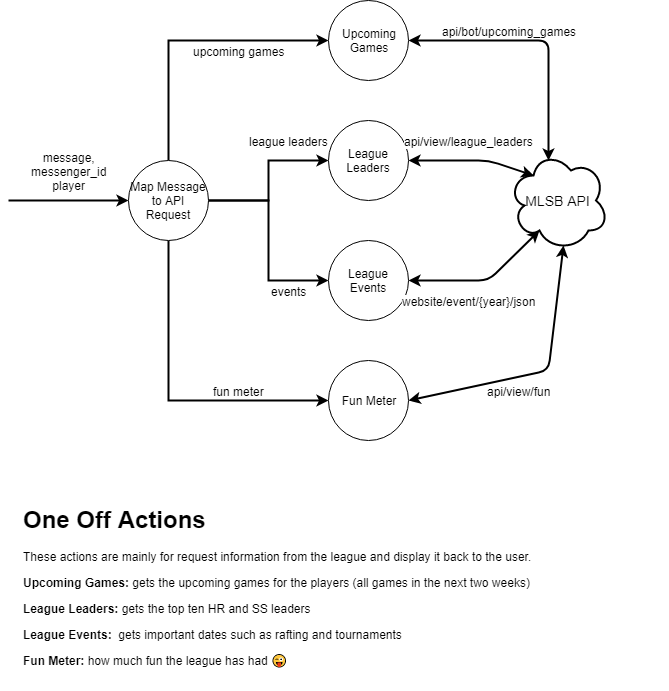 Upcoming
Games
api/bot/upcoming_games
upcoming games
message,
messenger_id
player
league leaders
League
Leaders
api/view/league_leaders
Map Message
to API
Request
MLSB API
League
Events
events
website/event/{year}/json
fun meter
Fun Meter
api/view/fun
One Off Actions
These actions are mainly for request information from the league and display it back to the user.
Upcoming Games: gets the upcoming games for the players (all games in the next two weeks)
League Leaders: gets the top ten HR and SS leaders
League Events: gets important dates such as rafting and tournaments
Fun Meter: how much fun the league has had 😜